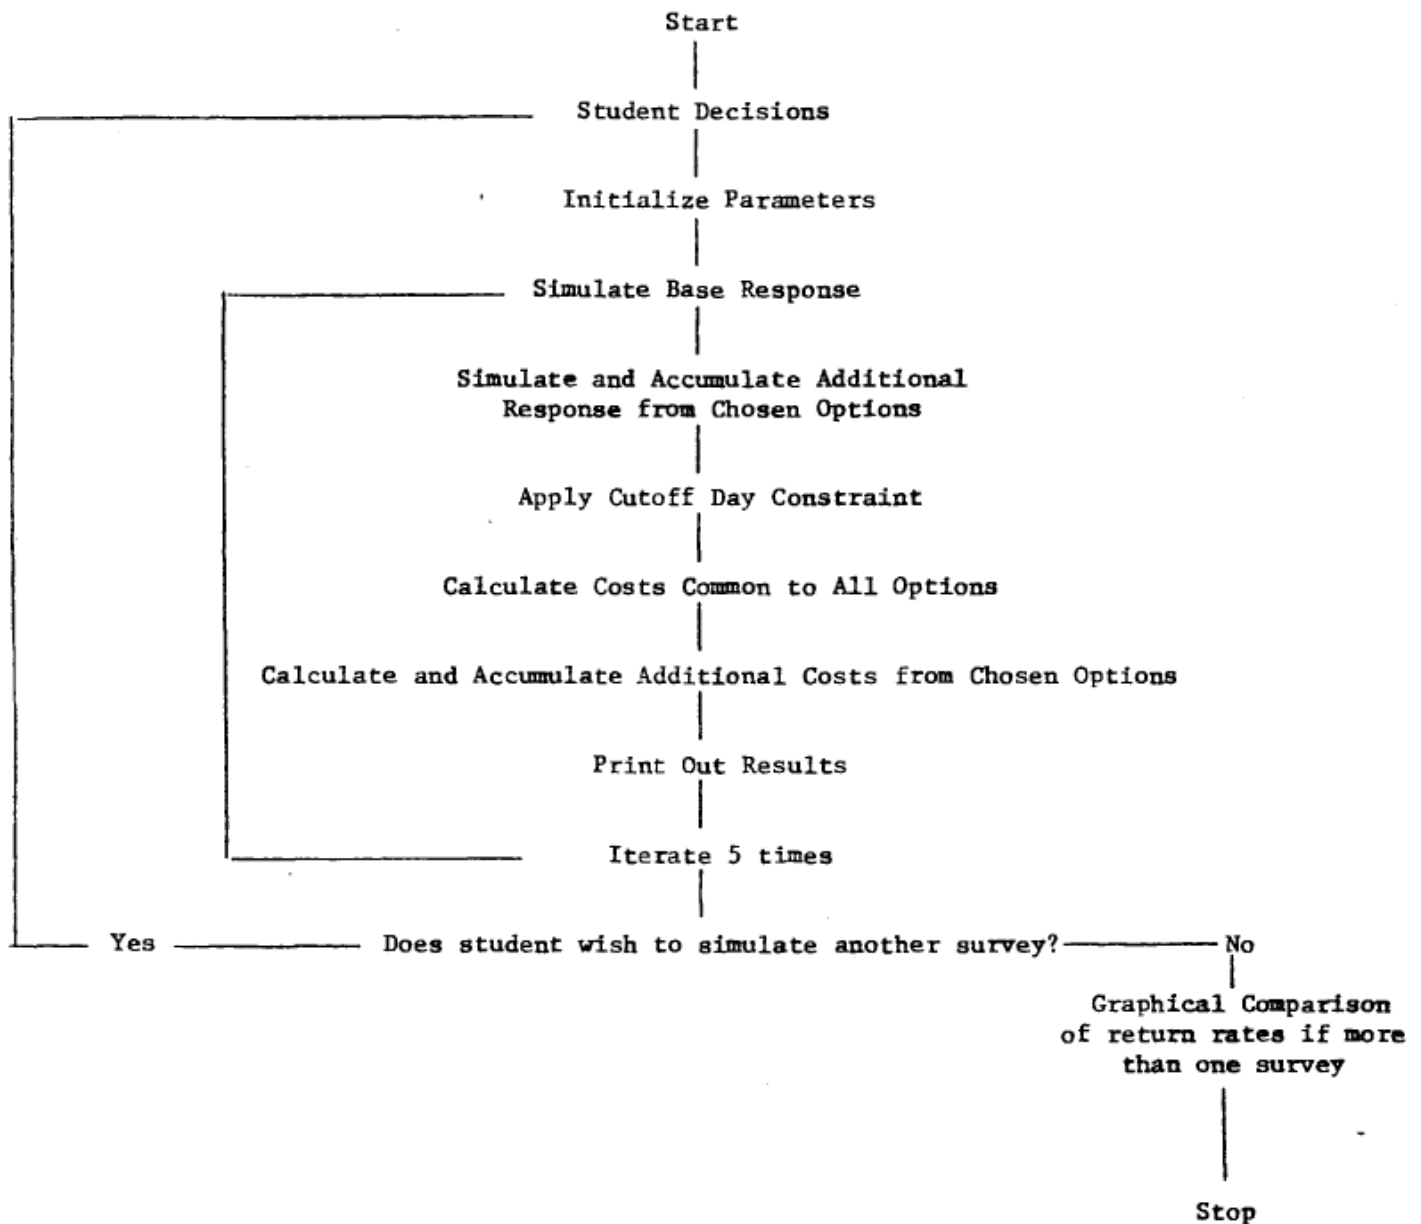 Start
Student Decisions
Initialize Parameters
Simulate Base Response
Simulate and Accumulate Additional
Response from Chosen Options
Apply Cutoff Day Constraint
Calculate Costs Common to All Options
Calculate and Accumulate Additional Costs from Chosen Options
Print Out Results
Iterate 5 times
Yes Does student wish to simulate another survey? No
Graphical Comparison
of return rates if more
than one survey
Stop